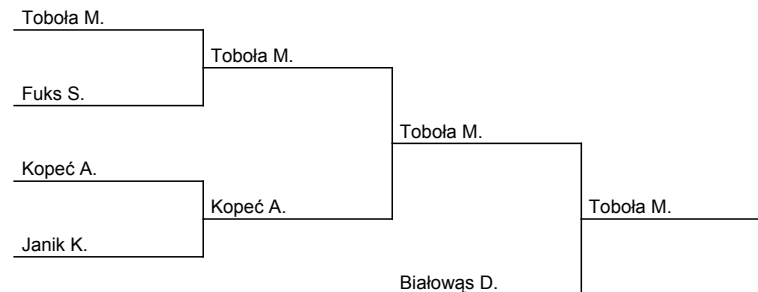 Toboła M.
Toboła M.
Fuks S.
Toboła M.
Kopeć A.
Kopeć A.
Toboła M.
Janik K.
Białowąs D.